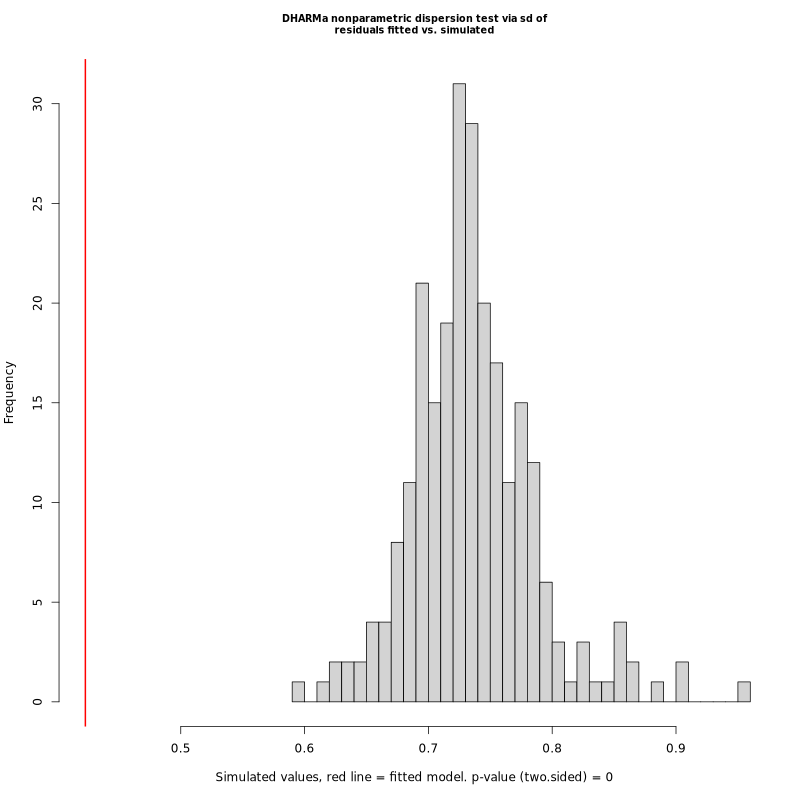 DHARMa nonparametric dispersion test via sd of
residuals fitted vs. simulated
Frequency
30
25
20
15
10
5
0
0.5 0.6 0.7 0.8 0.9
Simulated values, red line = fitted model. p-value (two.sided) = 0